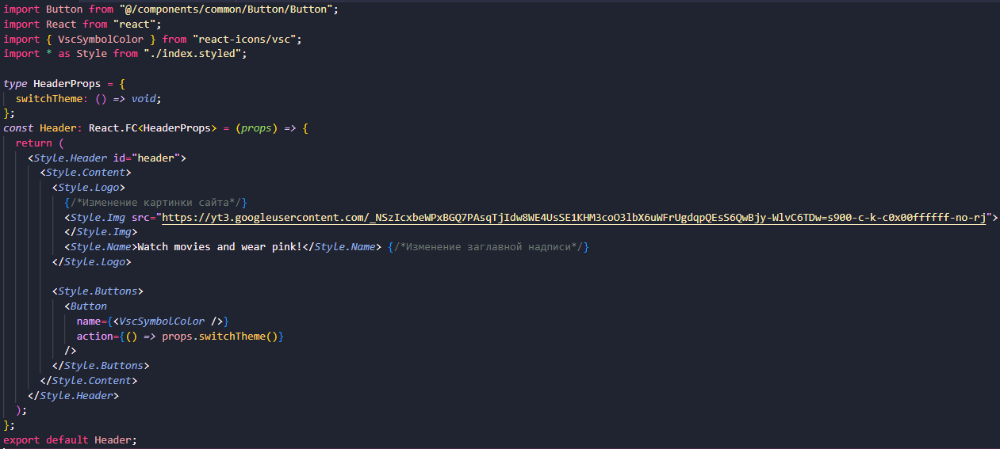 import Button from "@/components/common/Button/Button";
import React from "react";
import { VscSymbolColor } from "react-icons/vsc";
import * as Style from "./index.styled";

type HeaderProps = {
  switchTheme: () => void;
};
const Header: React.FC<HeaderProps> = (props) => {
  return (
    <Style.Header id="header">
      <Style.Content>
        <Style.Logo>
          {/*Изменение картинки сайта*/}
          <Style.Img src="https://yt3.googleusercontent.com/_NSzIcxbeWPxBGQ7PAsqTjIdw8WE4UsSE1KHM3coO3lbX6uWFrUgdqpQEsS6QwBjy-WlvC6TDw=s900-c-k-c0x00ffffff-no-rj">
          </Style.Img>
          <Style.Name>Watch movies and wear pink!</Style.Name> {/*Изменение заглавной надписи*/}
        </Style.Logo>

        <Style.Buttons>
          <Button
            name={<VscSymbolColor />}
            action={() => props.switchTheme()}
          />
        </Style.Buttons>
      </Style.Content>
    </Style.Header>
  );
};
export default Header;